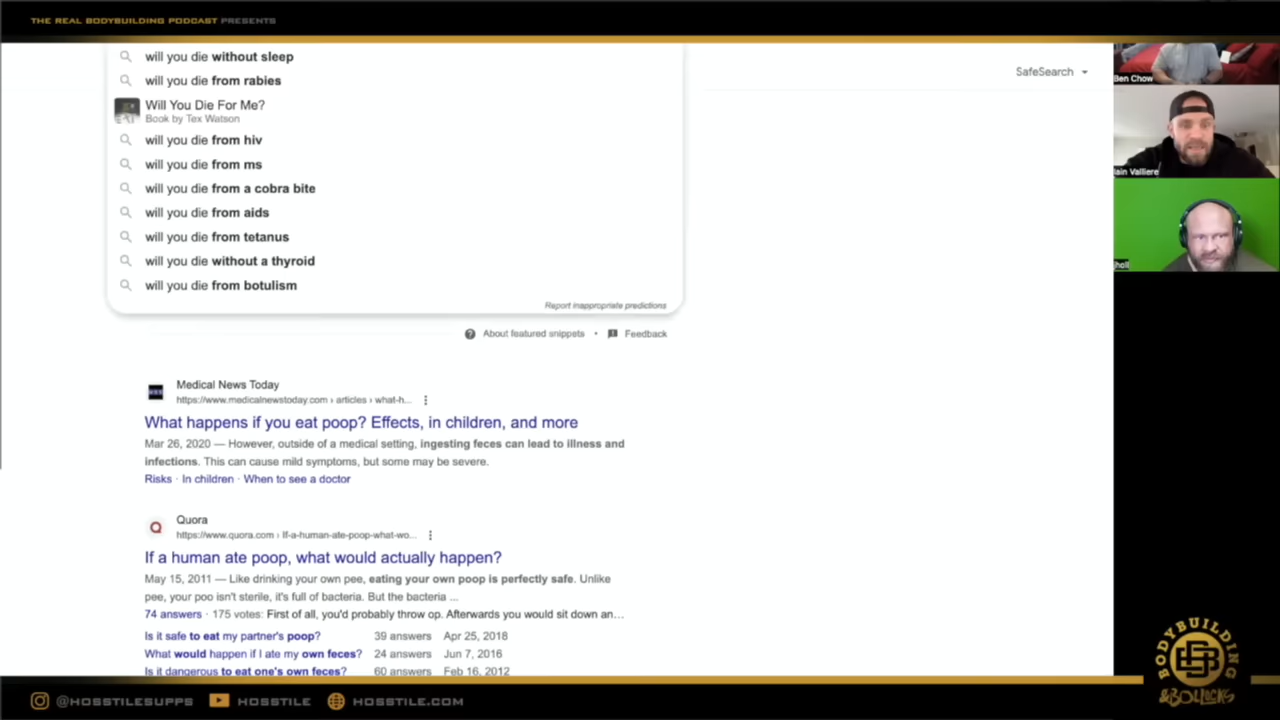 THE REAL BODYBUILDING PODCAST PRESENTS
will you die without sleep
will you die from rabies
Will You Die For Me?
Book by Tex Watson
will you die from hiv
will you die from ms
will you die from a cobra bite
will you die from aids
will you die from tetanus
will you die without a thyroid
will you die from botulism
Report inappropriate predictions
About featured snippets • Feedback
SafeSearch
Medical News Today
https://www.medicalnewstoday.com › articles › what-h...
What happens if you eat poop? Effects, in children, and more
Mar 26, 2020 — However, outside of a medical setting, ingesting feces can lead to illness and
infections. This can cause mild symptoms, but some may be severe.
Risks · In children · When to see a doctor
Quora
https://www.quora.com › If-a-human-ate-poop-what-wo...
If a human ate poop, what would actually happen?
May 15, 2011 — Like drinking your own pee, eating your own poop is perfectly safe. Unlike
pee, your poo isn't sterile, it's full of bacteria. But the bacteria ...
74 answers · 175 votes: First of all, you'd probably throw op. Afterwards you would sit down an...
Is it safe to eat my partner's poop? 39 answers Apr 25, 2018
What would happen if I ate my own feces? 24 answers Jun 7, 2016
Is it dangerous to eat one's own feces? 60 answers Feb 16, 2012
Ben Chow
Iain Valliere
jholl
@HOSSTILESUPPS HOSSTILE HOSSTILE.COM
BODYBUILDING
&BOLLOCKS